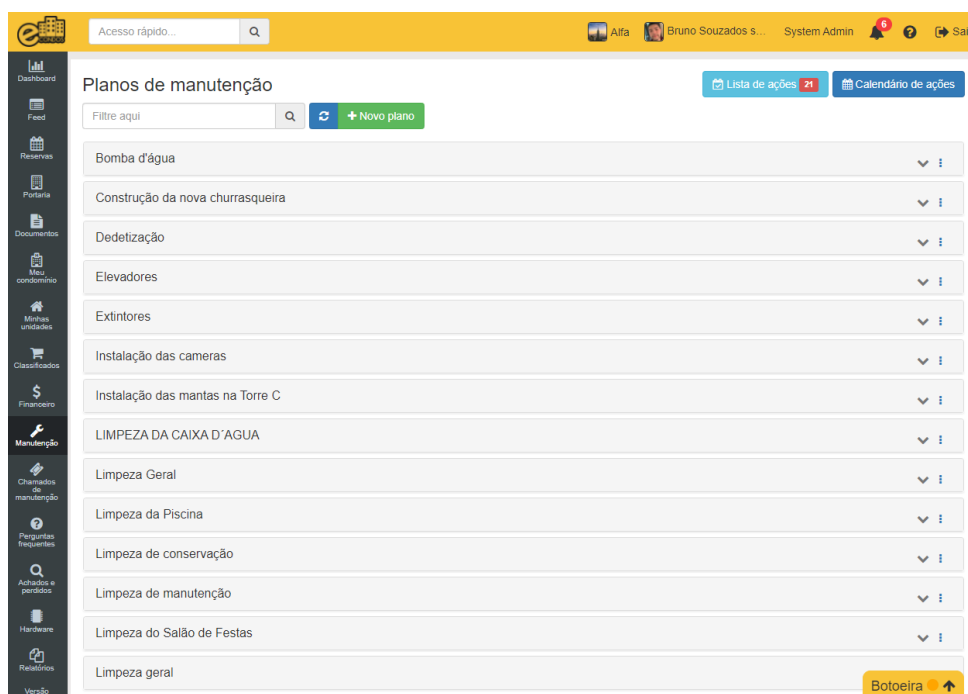 e
CONDOS
Acesso rápido...
Alfa
Bruno Souzados s...
System Admin
6
Sai
Dashboard
Feed
Reservas
Portaria
Documentos
Meu
condomínio
Minhas
unidades
Classificados
Financeiro
Manutenção
Chamados
de
manutenção
Perguntas
frequentes
Achados e
perdidos
Hardware
Relatórios
Versão
Planos de manutenção
Lista de ações 21
Calendário de ações
Filtre aqui
Novo plano
Bomba d'água
Construção da nova churrasqueira
Dedetização
Elevadores
Extintores
Instalação das cameras
Instalação das mantas na Torre C
LIMPEZA DA CAIXA D´AGUA
Limpeza Geral
Limpeza da Piscina
Limpeza de conservação
Limpeza de manutenção
Limpeza do Salão de Festas
Limpeza geral
Botoeira